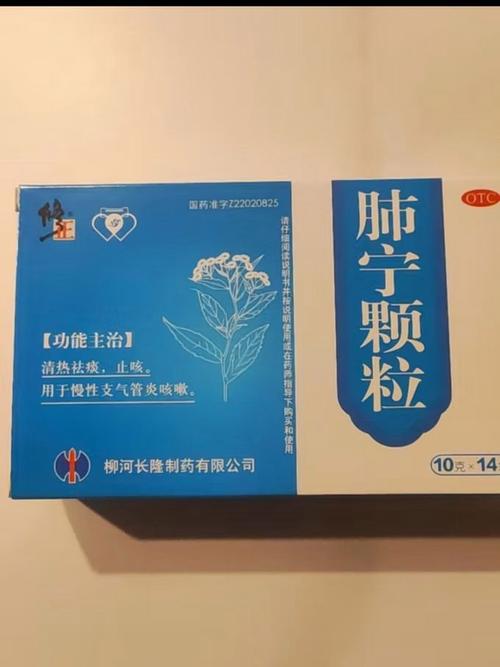 修正
国药准字Z22020825
请仔细阅读说明书并按说明使用或在药师指导下购买和使用
【功能主治】
清热祛痰，止咳。
用于慢性支气管炎咳嗽。
柳河长隆制药有限公司
OTC
肺宁颗粒
10克×14